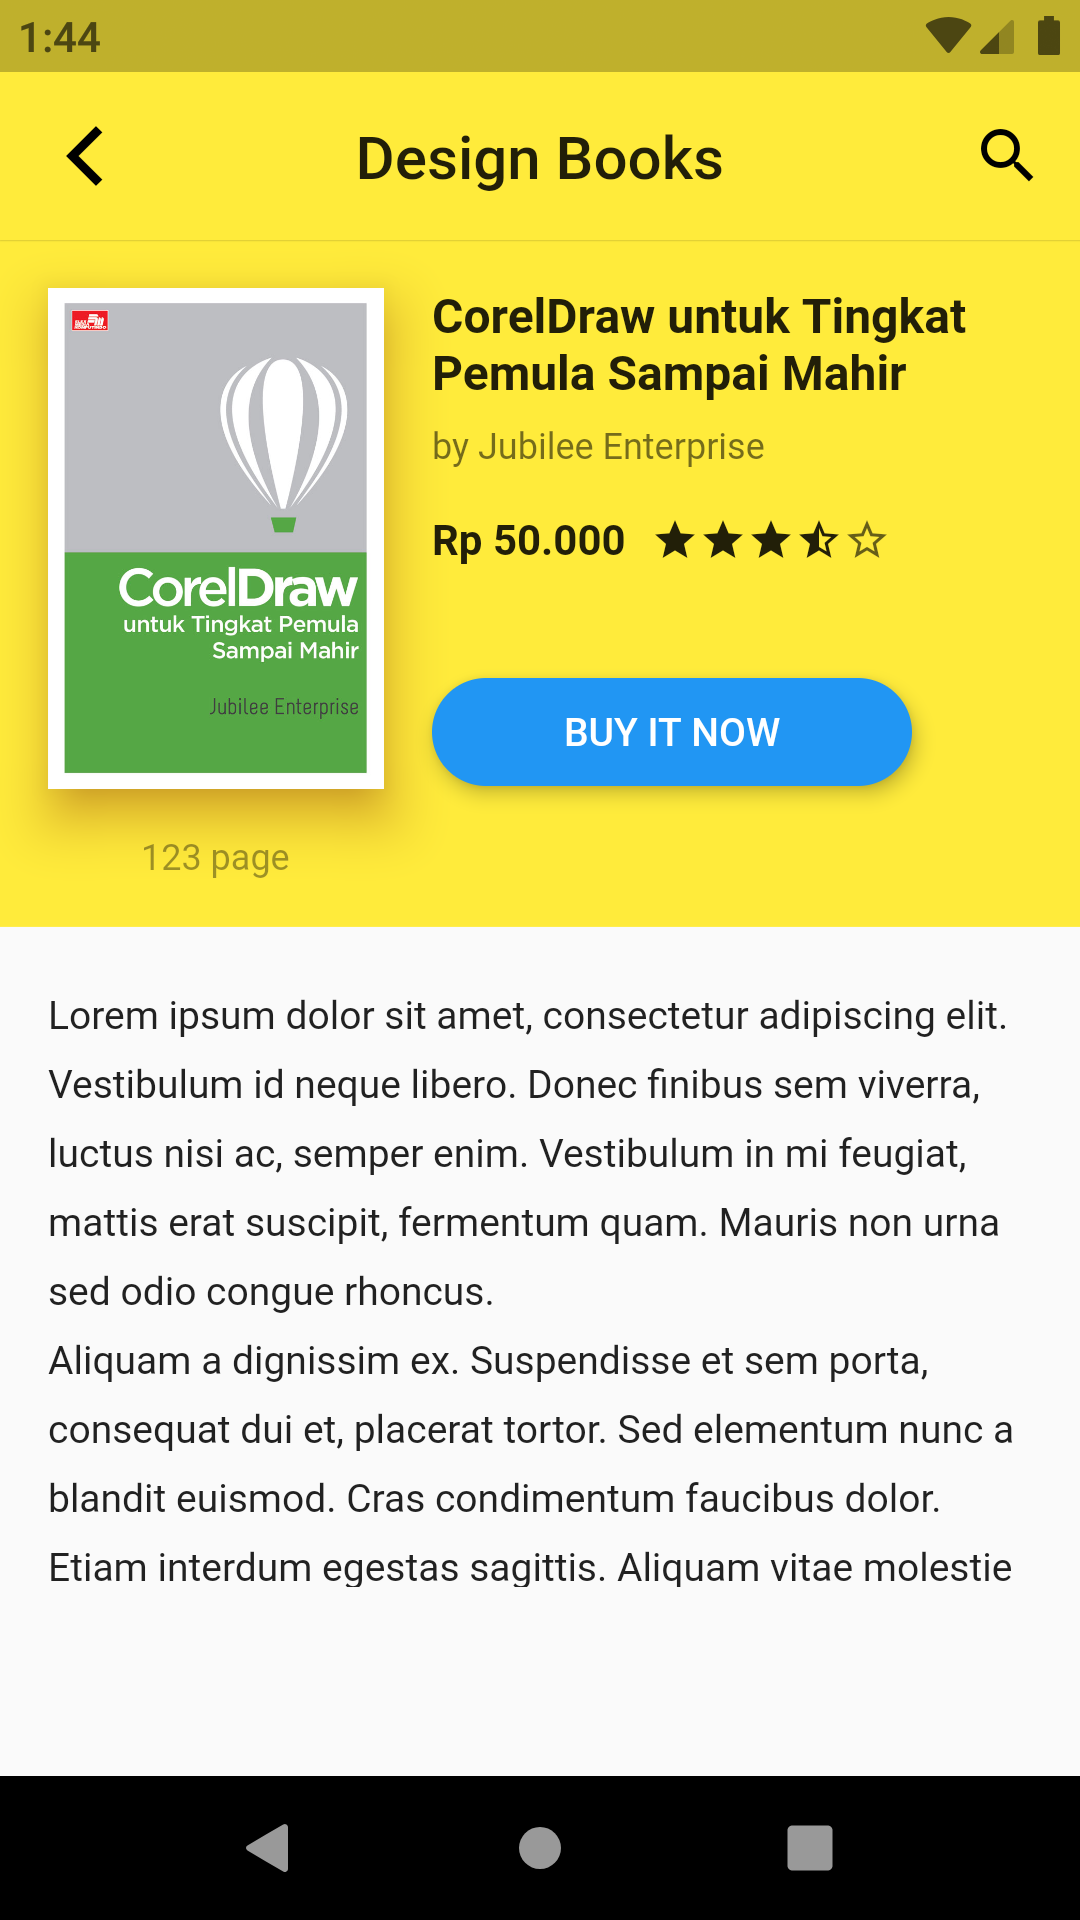 1:44
Design Books
CorelDraw
untuk Tingkat Pemula
Sampai Mahir
Jubilee Enterprise
123 page
CorelDraw untuk Tingkat
Pemula Sampai Mahir
by Jubilee Enterprise
Rp 50.000
BUY IT NOW
Lorem ipsum dolor sit amet, consectetur adipiscing elit.
Vestibulum id neque libero. Donec finibus sem viverra,
luctus nisi ac, semper enim. Vestibulum in mi feugiat,
mattis erat suscipit, fermentum quam. Mauris non urna
sed odio congue rhoncus.
Aliquam a dignissim ex. Suspendisse et sem porta,
consequat dui et, placerat tortor. Sed elementum nunc a
blandit euismod. Cras condimentum faucibus dolor.
Etiam interdum egestas sagittis. Aliquam vitae molestie